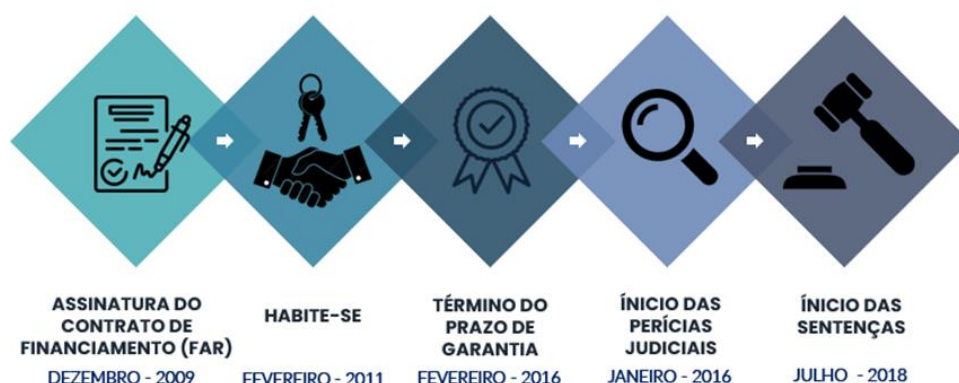 ASSINATURA DO
CONTRATO DE
FINANCIAMENTO (FAR)
DEZEMBRO - 2009
HABITE-SE
FEVEREIRO - 2011
TÉRMINO DO
PRAZO DE
GARANTIA
FEVEREIRO - 2016
ÍNICIO DAS
PERÍCIAS
JUDICIAIS
JANEIRO - 2016
ÍNICIO DAS
SENTENÇAS
JULHO - 2018